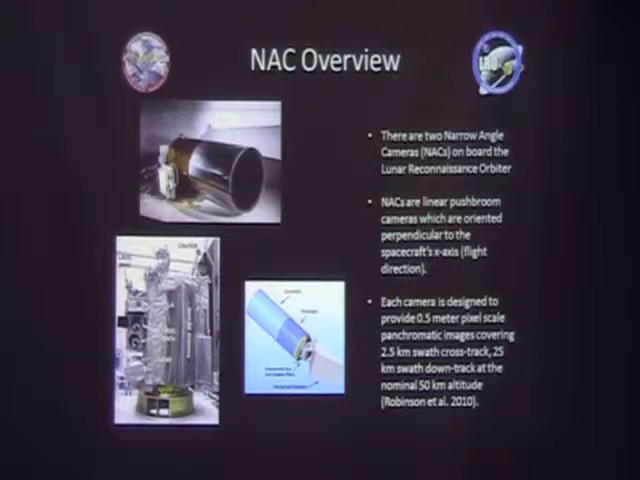 NAC Overview
LRO
• There are two Narrow Angle
Cameras (NACs) on board the
Lunar Reconnaissance Orbiter
• NACs are linear pushbroom
cameras which are oriented
perpendicular to the
spacecraft's x-axis (flight
direction).
• Each camera is designed to
provide 0.5 meter pixel scale
panchromatic images covering
2.5 km swath cross-track, 25
km swath down-track at the
nominal 50 km altitude
(Robinson et al. 2010).